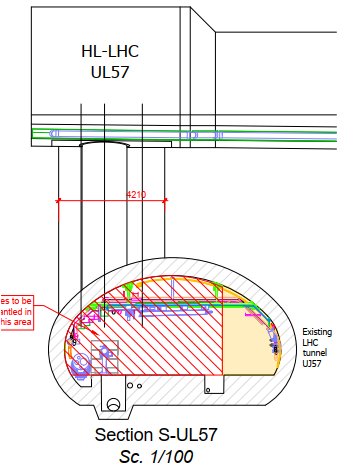 HL-LHC
UL57
4210
es to be
antled in
his area
Existing
LHC
tunnel
UJ57
Section S-UL57
Sc. 1/100